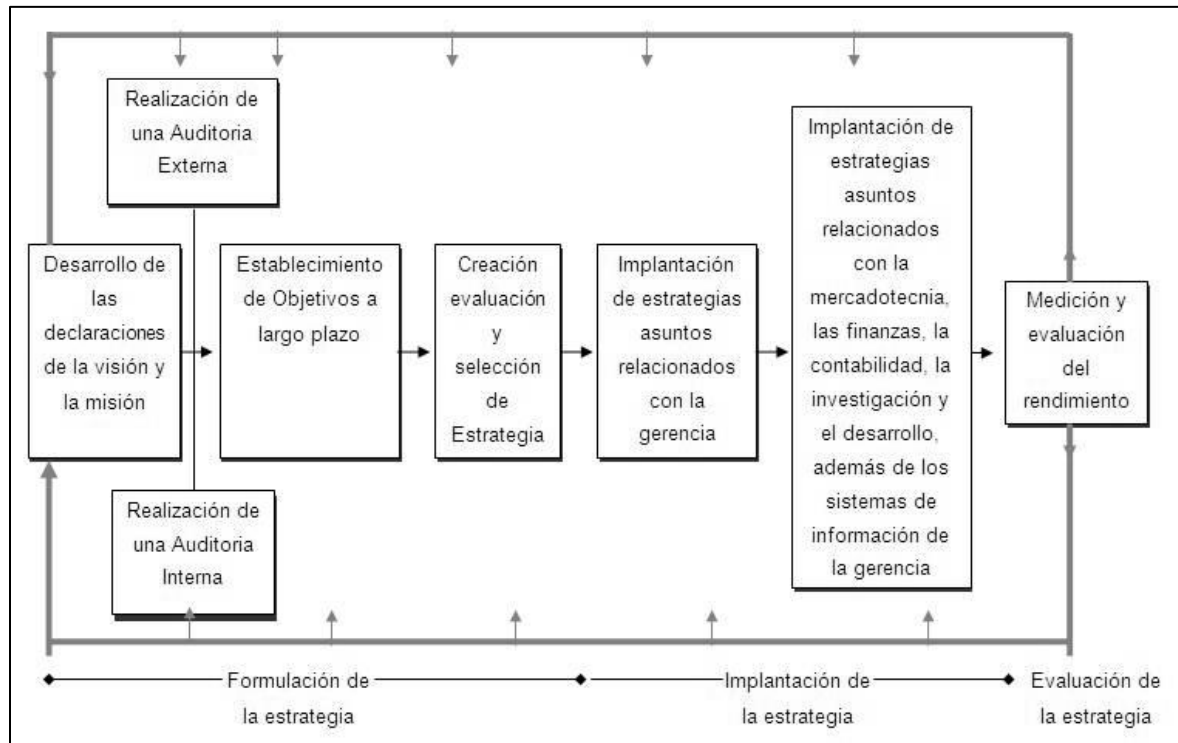 Realización de
una Auditoria
Externa
Desarrollo de
las
declaraciones
de la visión y
la misión
Realización de
una Auditoria
Interna
Establecimiento
de Objetivos a
largo plazo
Creación
evaluación
y
selección
de
Estrategia
Implantación
de estrategias
asuntos
relacionados
con la
gerencia
Implantación de
estrategias
asuntos
relacionados
con la
mercadotecnia,
las finanzas, la
contabilidad, la
investigación y
el desarrollo,
además de los
sistemas de
información de
la gerencia
Medición y
evaluación
del
rendimiento
Formulación de
la estrategia
Implantación de
la estrategia
Evaluación de
la estrategia